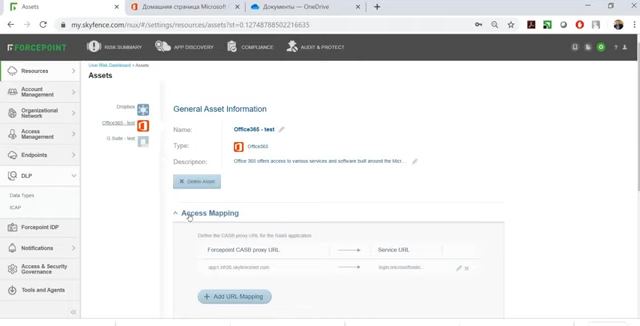 Assets
Домашняя страница Microsoft
Документы — OneDrive
my.skyfence.com/nux/#/settings/resources/assets?st=0.12748788502216635
FORCEPOINT
RISK SUMMARY
APP DISCOVERY
COMPLIANCE
AUDIT & PROTECT
Resources
Account
Management
Organizational
Network
Access
Management
Endpoints
DLP
Data Types
ICAP
Forcepoint IDP
Notifications
Access & Security
Governance
Tools and Agents
User Risk Dashboard > Assets
Assets
Dropbox
Office365 - test
G Suite - test
General Asset Information
Name: Office365 - test
Type: Office365
Description: Office 365 offers access to various services and software built around the Micr...
Delete Asset
Access Mapping
Define the CASB proxy URL for the SaaS application.
Forcepoint CASB proxy URL
Service URL
login.microsoftonlin...
+ Add URL Mapping